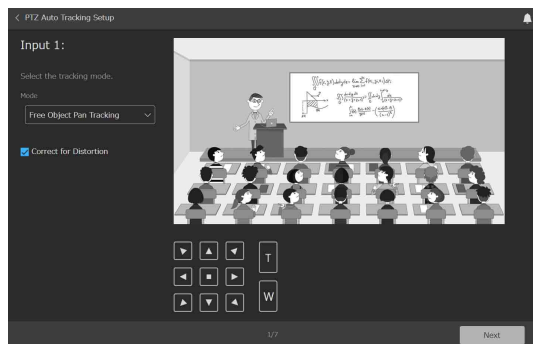 PTZ Auto Tracking Setup
Input 1:
Select the tracking mode.
Mode
Free Object Pan Tracking
Correct for Distortion
T
W
1/7
Next